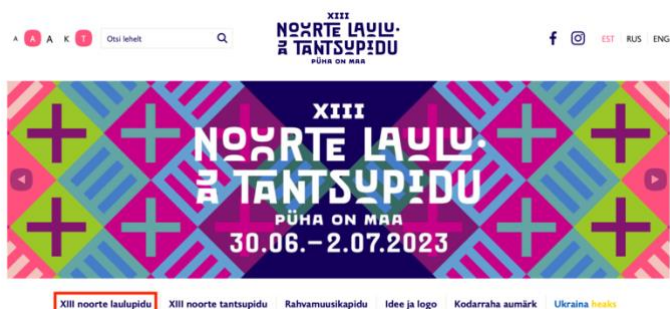 A A A K T
Otsi lehelt
XIII
NOORTE LAULU-
JA TANTSUPIDU
PÜHA ON MAA
EST RUS ENG
XIII
NOORTE LAULU-
JA TANTSUPIDU
PÜHA ON MAA
30.06.–2.07.2023
XIII noorte laulupidu XIII noorte tantsupidu Rahvamuusikapidu Idee ja logo Kodarraha aumärk Ukraina heaks